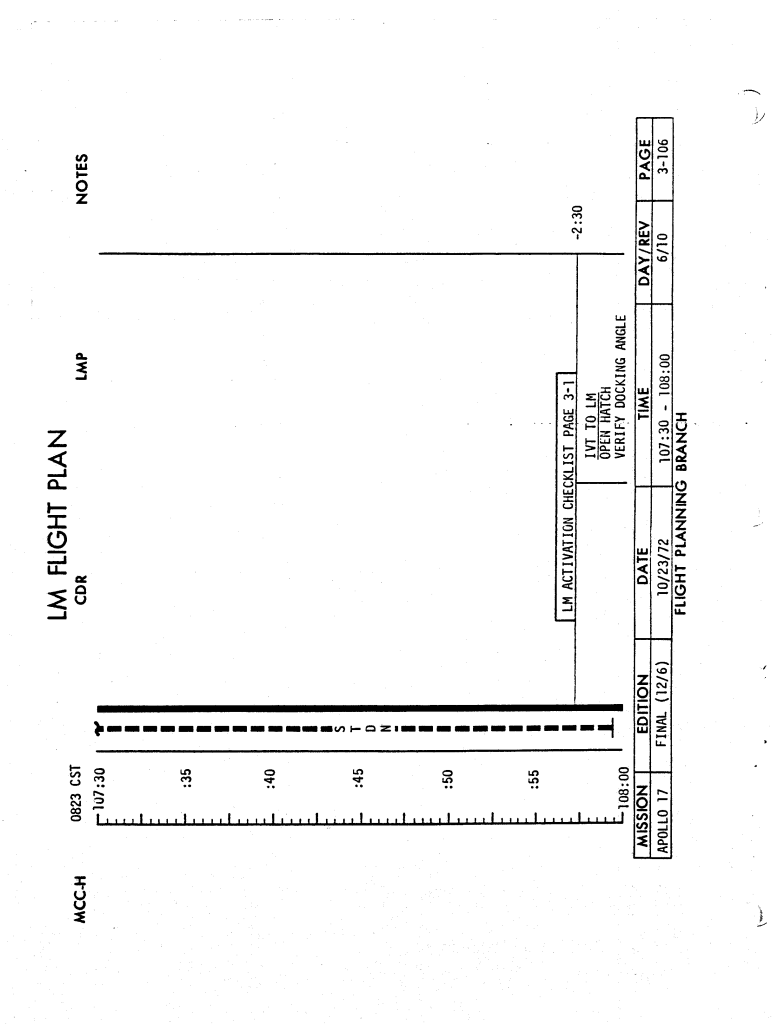 LM FLIGHT PLAN
MCC-H 0823 CST CDR LMP NOTES
107:30
:35
:40
S T D N
:45
:50
:55
LM ACTIVATION CHECKLIST PAGE 3-1
-2:30
IVT TO LM
OPEN HATCH
VERIFY DOCKING ANGLE
108:00
MISSION EDITION DATE TIME DAY/REV PAGE
APOLLO 17 FINAL (12/6) 10/23/72 107:30 - 108:00 6/10 3-106
FLIGHT PLANNING BRANCH